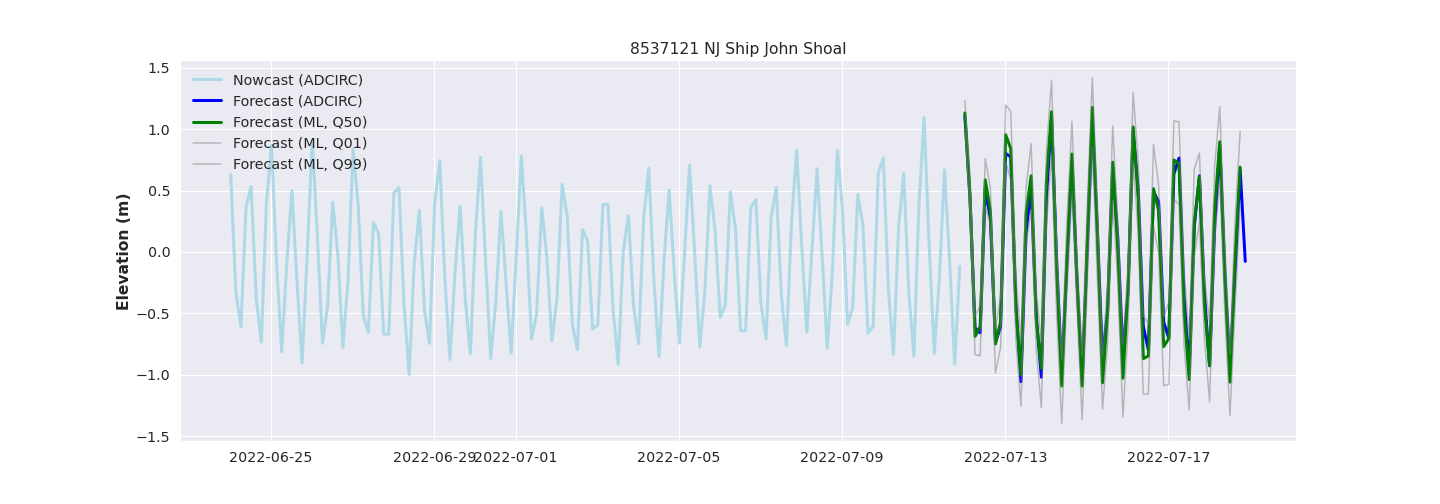 8537121 NJ Ship John Shoal
Nowcast (ADCIRC)
Forecast (ADCIRC)
Forecast (ML, Q50)
Forecast (ML, Q01)
Forecast (ML, Q99)
Elevation (m)
1.5
1.0
0.5
0.0
−0.5
−1.0
−1.5
2022-06-25 2022-06-29 2022-07-01 2022-07-05 2022-07-09 2022-07-13 2022-07-17